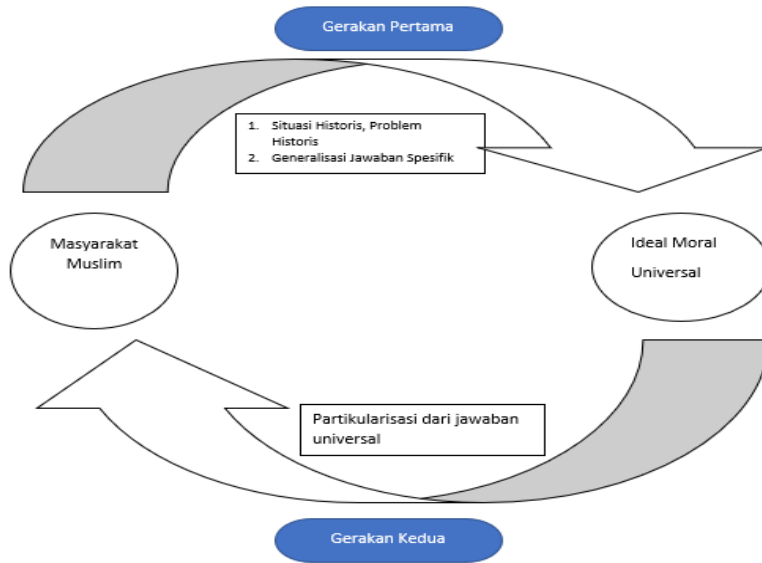 Gerakan Pertama
1. Situasi Historis, Problem
Historis
2. Generalisasi Jawaban Spesifik
Masyarakat
Muslim
Ideal Moral
Universal
Partikularisasi dari jawaban
universal
Gerakan Kedua